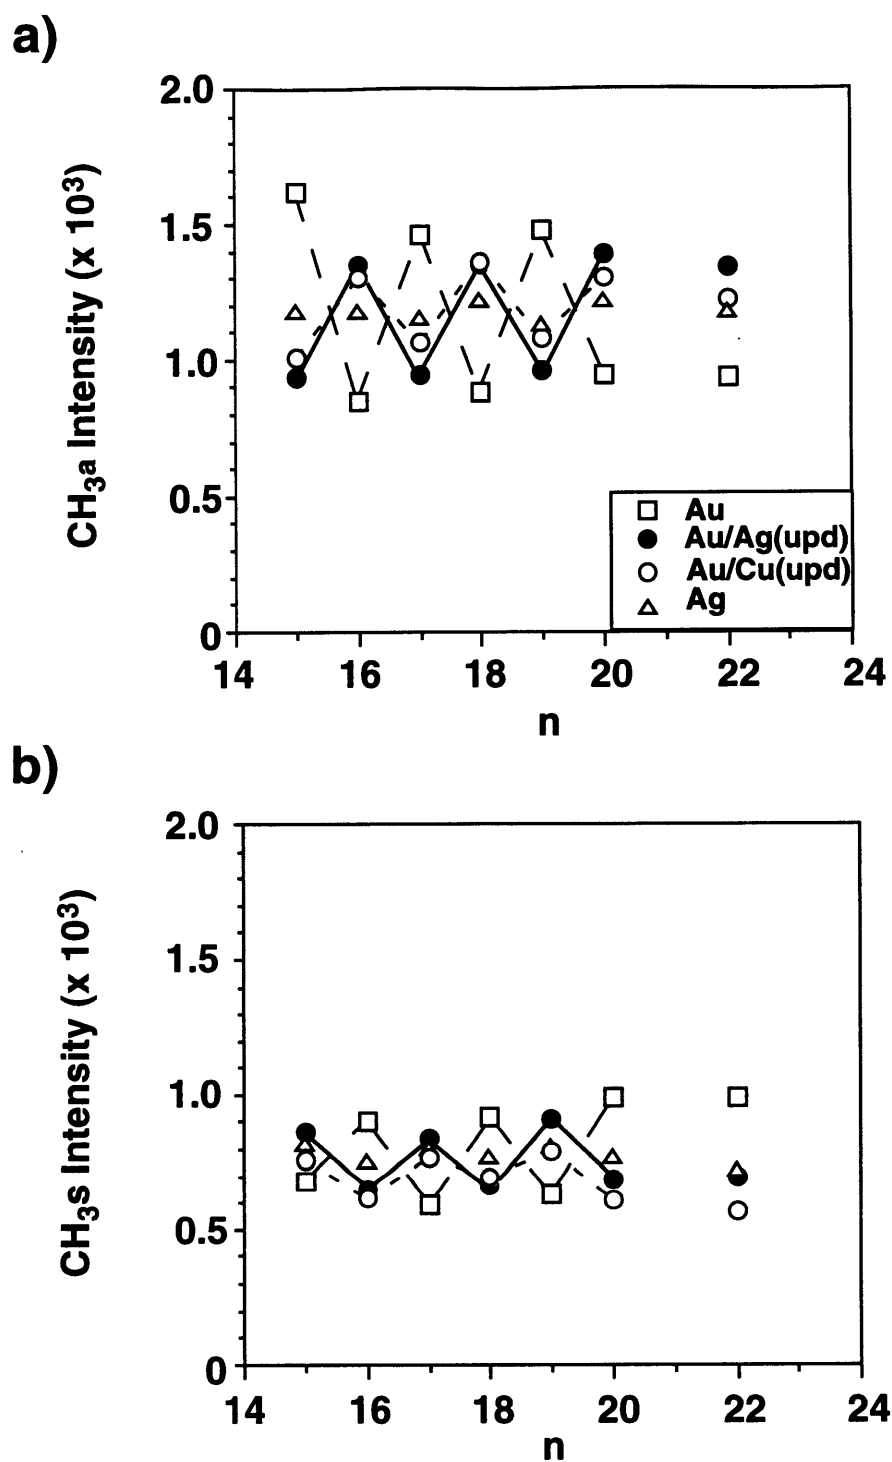 a)
CH3a Intensity (x 10³)
2.0
1.5
1.0
0.5
0
14 16 18 20 22 24
n
Au
Au/Ag(upd)
Au/Cu(upd)
Ag
b)
CH3s Intensity (x 10³)
2.0
1.5
1.0
0.5
0
14 16 18 20 22 24
n